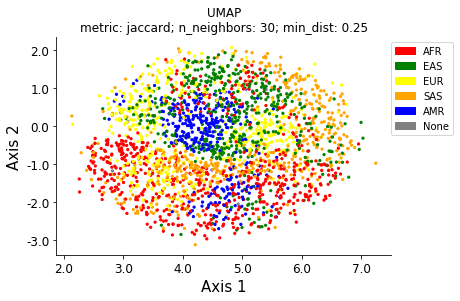 UMAP
metric: jaccard; n_neighbors: 30; min_dist: 0.25
AFR
EAS
EUR
SAS
AMR
None
2.0
1.0
0.0
-1.0
-2.0
-3.0
Axis 2
2.0 3.0 4.0 5.0 6.0 7.0
Axis 1